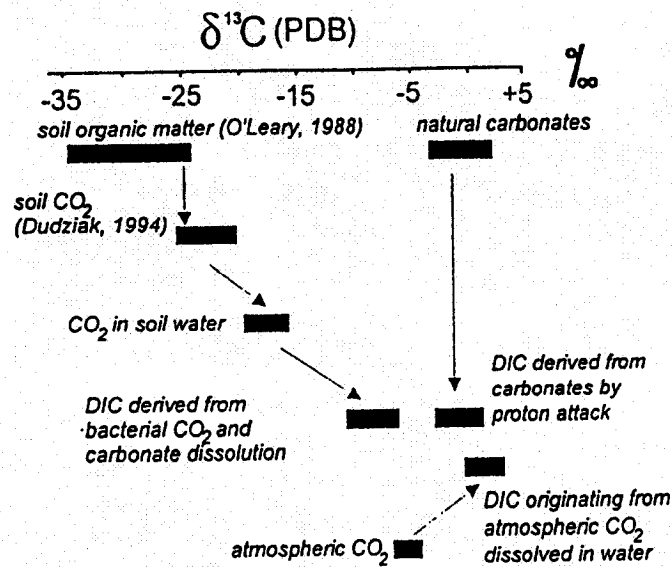 δ¹³C (PDB)
‰
-35 -25 -15 -5 +5
soil organic matter (O'Leary, 1988)
natural carbonates
soil CO₂
(Dudziak, 1994)
CO₂ in soil water
DIC derived from
carbonates by
proton attack
DIC derived from
bacterial CO₂ and
carbonate dissolution
DIC originating from
atmospheric CO₂
dissolved in water
atmospheric CO₂